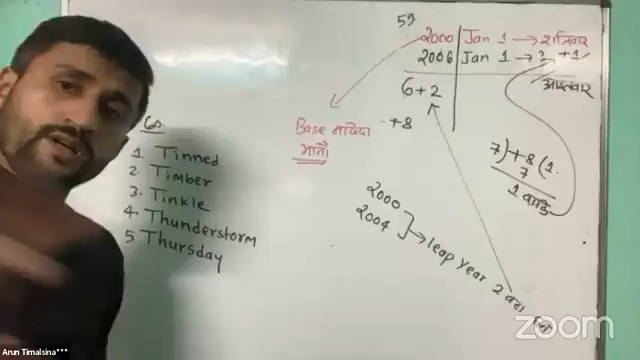 59.
2000 Jan 1 → शनिवार
2006 Jan 1 → ? +1
6+2
आइतबार
Base
मानौं
+8
7)+8(1.
7
1 बाँकि
60.
1 Tinned
2. Timber
3. Tinkle
4. Thunderstorm
5 Thursday
2000
2004
→ leap year 2 वटा
zoom
Arun Timalsina***